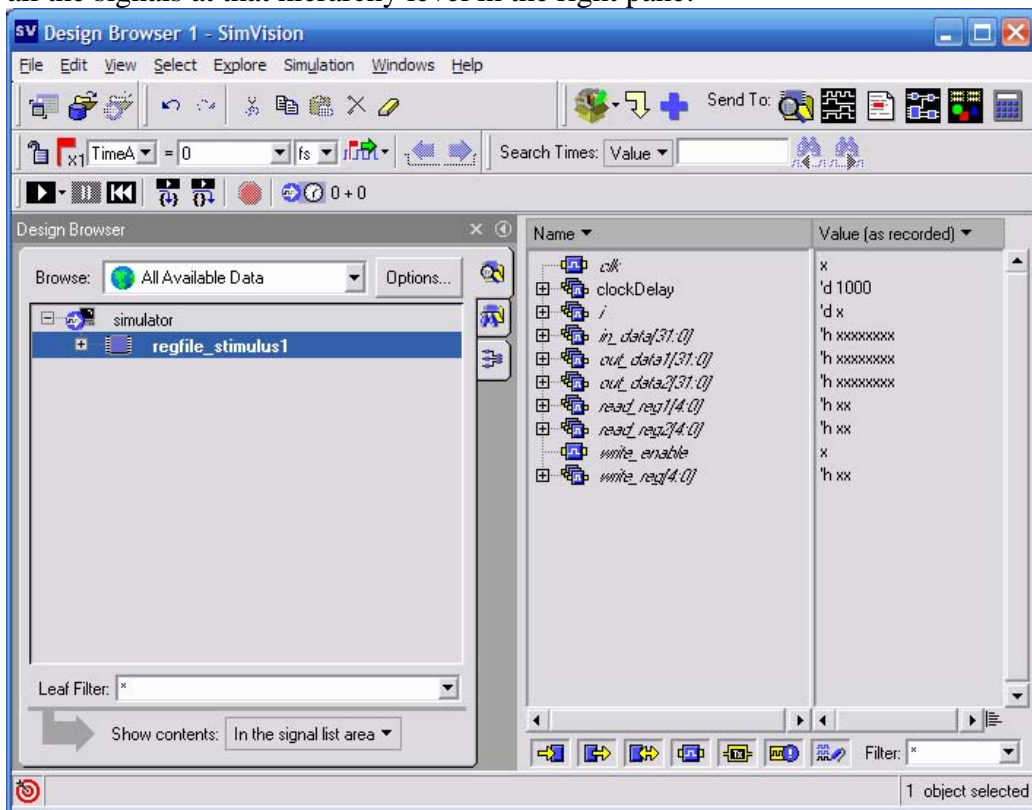 all the signals at that hierarchy level in the right pane.
SV Design Browser 1 - SimVision
File Edit View Select Explore Simulation Windows Help
Send To:
X1 TimeA = 0 fs Search Times: Value
0 + 0
Design Browser
Browse: All Available Data Options...
simulator
regfile_stimulus1
Leaf Filter: *
Show contents: In the signal list area
Name Value (as recorded)
clk x
clockDelay 'd 1000
i 'd x
in_data[31:0] 'h xxxxxxxx
out_data1[31:0] 'h xxxxxxxx
out_data2[31:0] 'h xxxxxxxx
read_reg1[4:0] 'h xx
read_reg2[4:0] 'h xx
write_enable x
write_reg[4:0] 'h xx
Filter: *
1 object selected